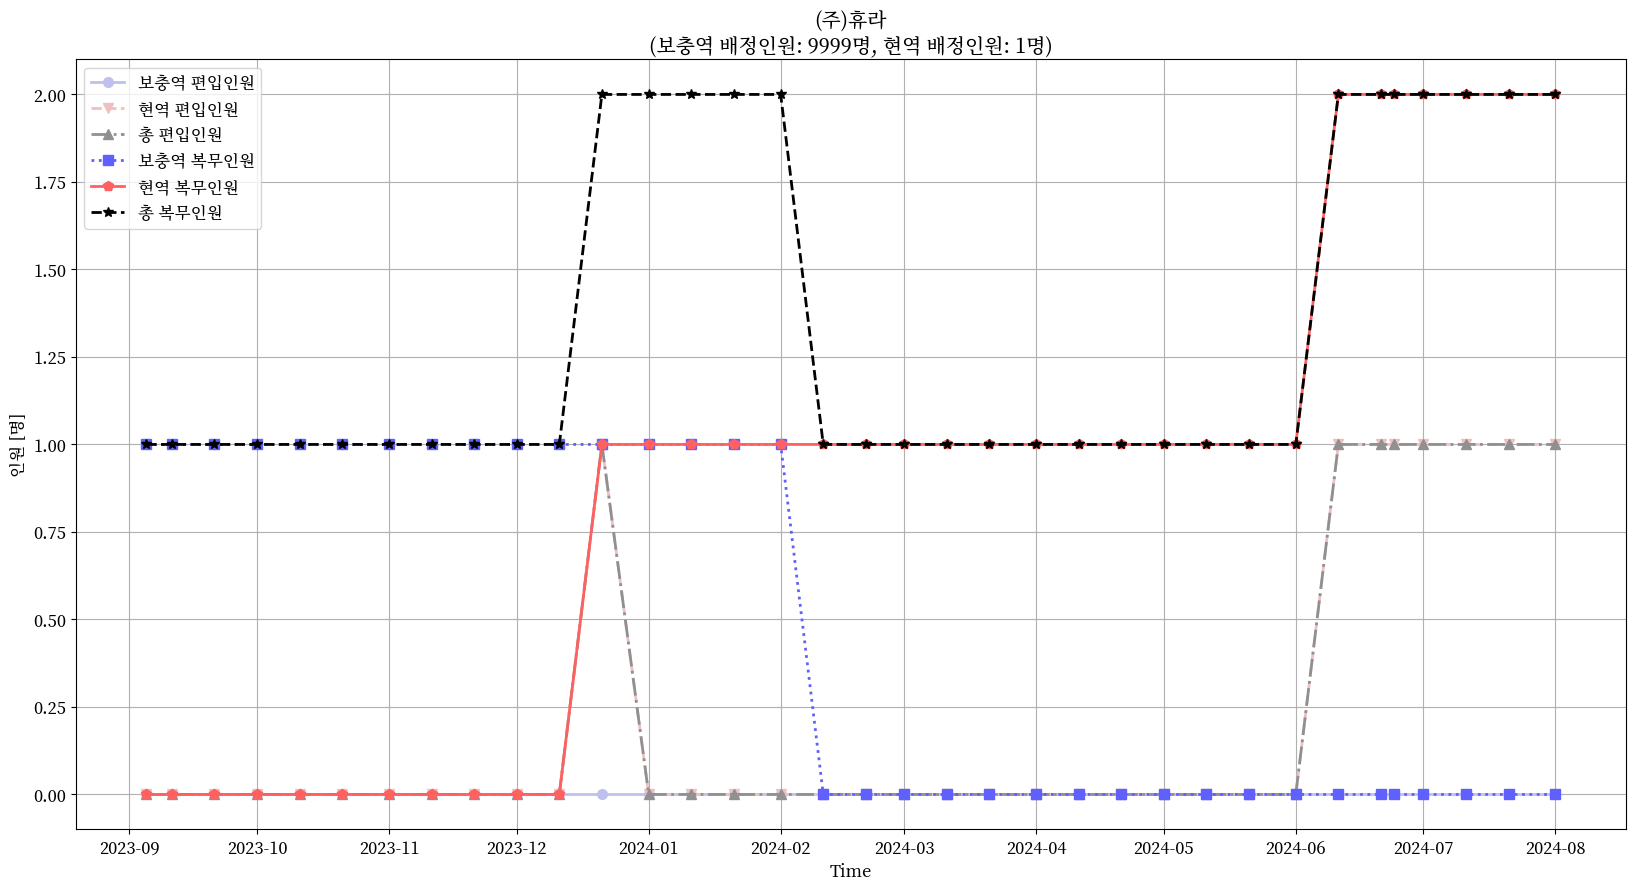 (주)휴라
(보충역 배정인원: 9999명, 현역 배정인원: 1명)
보충역 편입인원
현역 편입인원
총 편입인원
보충역 복무인원
현역 복무인원
총 복무인원
2.00
1.75
1.50
1.25
1.00
0.75
0.50
0.25
0.00
인원 [명]
2023-09 2023-10 2023-11 2023-12 2024-01 2024-02 2024-03 2024-04 2024-05 2024-06 2024-07 2024-08
Time